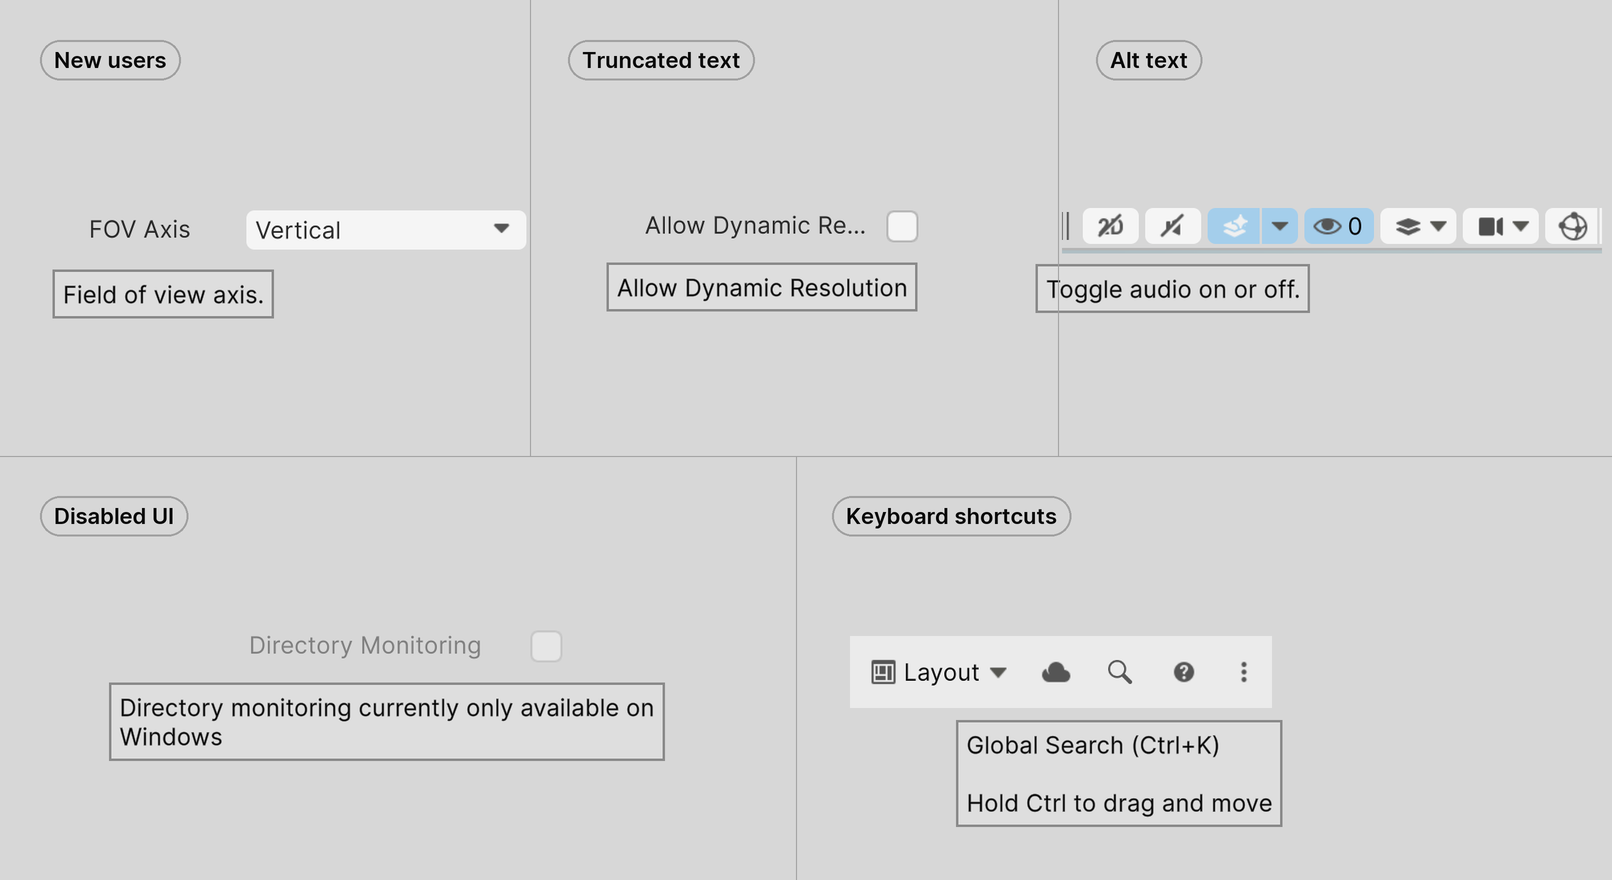 New users
FOV Axis
Vertical
Field of view axis.
Truncated text
Allow Dynamic Re...
Allow Dynamic Resolution
Alt text
2D
0
Toggle audio on or off.
Disabled UI
Directory Monitoring
Directory monitoring currently only available on
Windows
Keyboard shortcuts
Layout
Global Search (Ctrl+K)
Hold Ctrl to drag and move